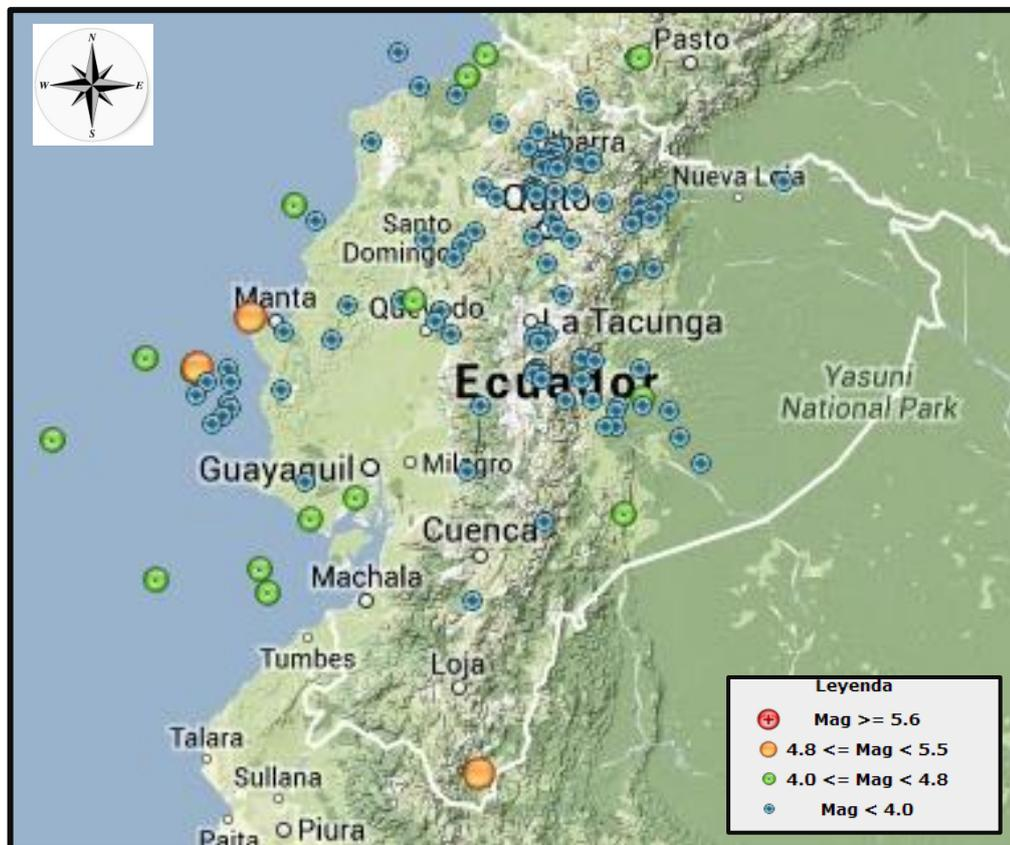 N
W E
S
Pasto
Ibarra
Nueva Loja
Quito
Santo
Domingo
Manta
Quevedo
La Tacunga
Ecuador
Yasuni
National Park
Guayaquil
Milagro
Cuenca
Machala
Tumbes
Loja
Talara
Sullana
Paita
Piura
Leyenda
Mag >= 5.6
4.8 <= Mag < 5.5
4.0 <= Mag < 4.8
Mag < 4.0